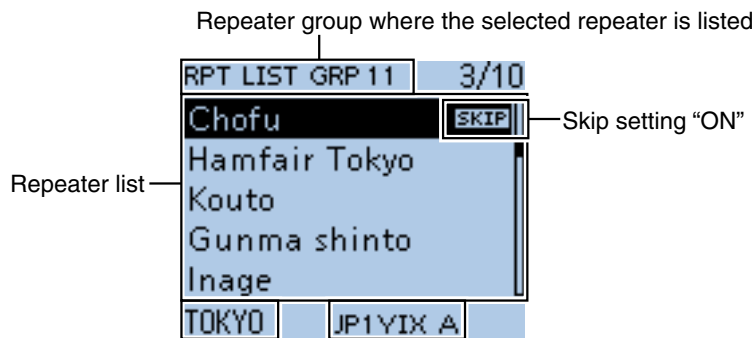 Repeater group where the selected repeater is listed
RPT LIST GRP 11 3/10
Chofu SKIP
Skip setting “ON”
Hamfair Tokyo
Repeater list
Kouto
Gunma shinto
Inage
TOKYO JP1YIX A